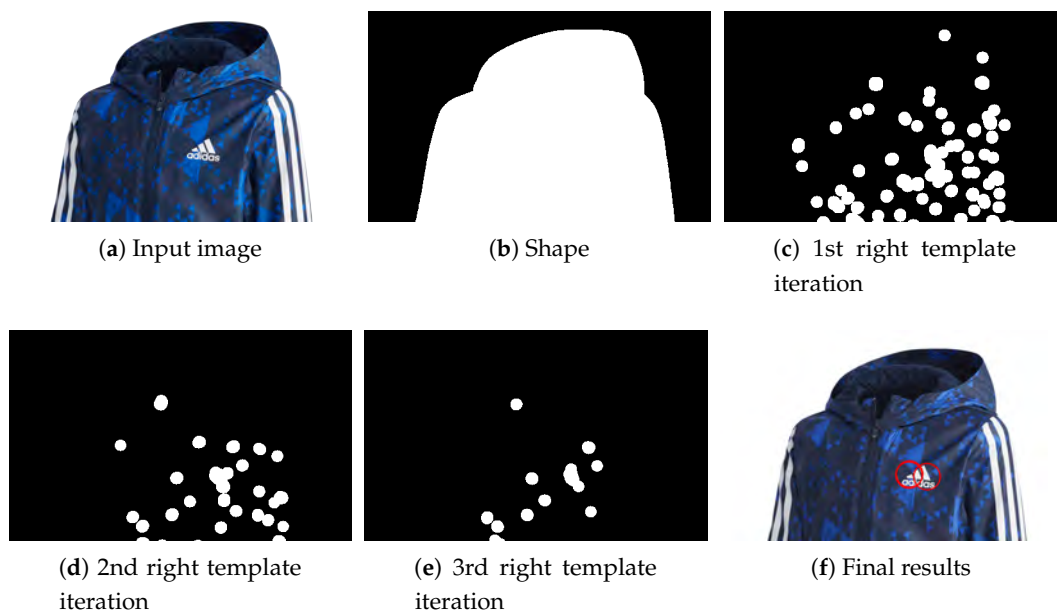 adidas
(a) Input image
(b) Shape
(c) 1st right template
iteration
(d) 2nd right template
iteration
(e) 3rd right template
iteration
adidas
(f) Final results